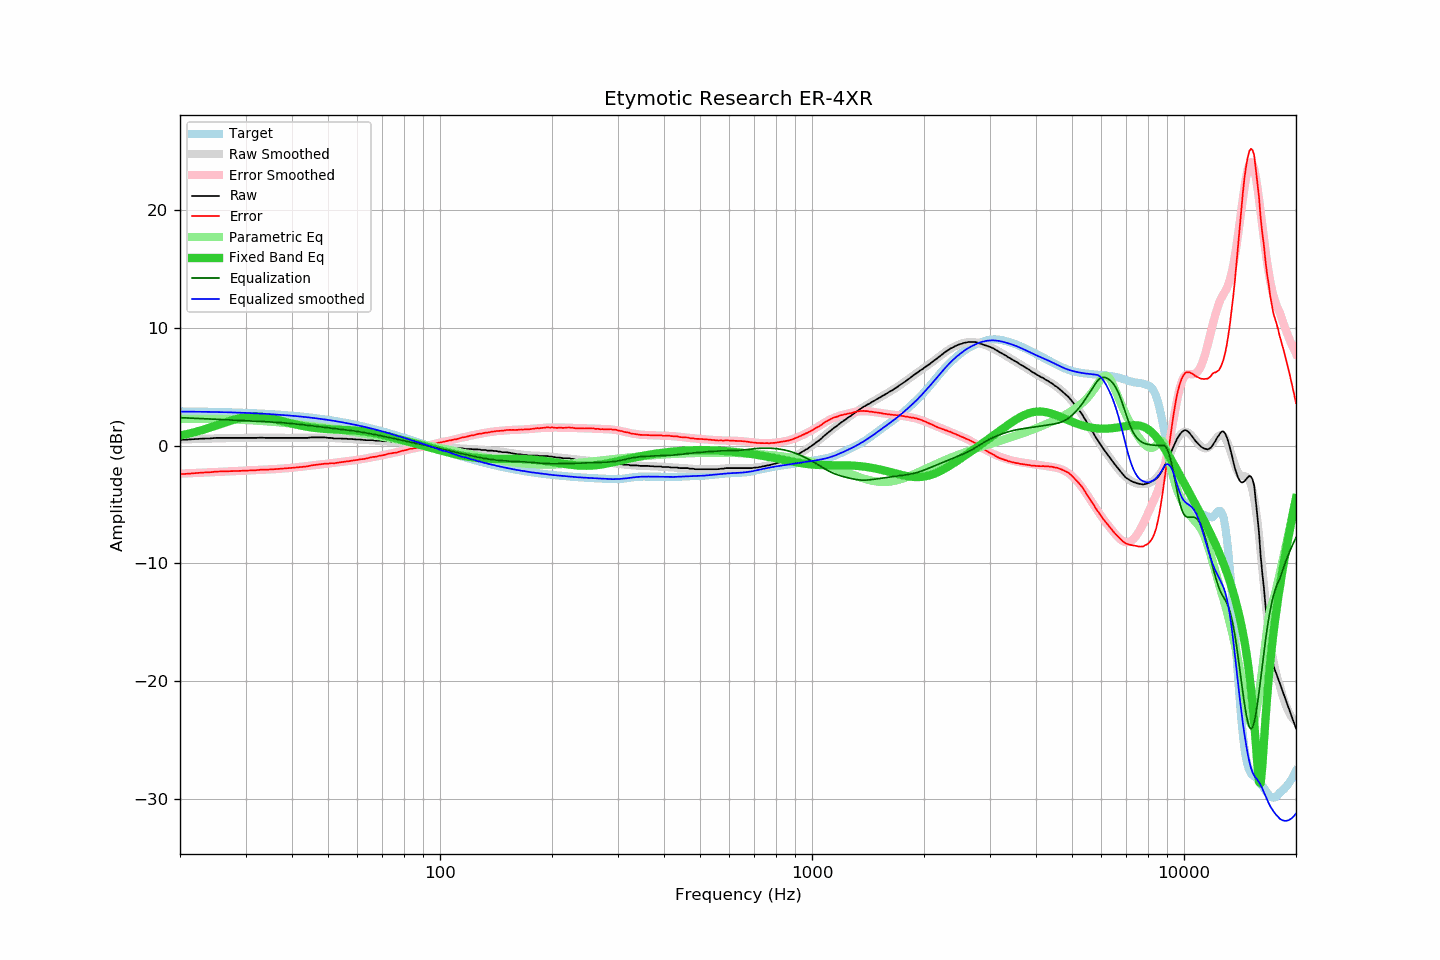 Etymotic Research ER-4XR
Target
Raw Smoothed
Error Smoothed
Raw
Error
Parametric Eq
Fixed Band Eq
Equalization
Equalized smoothed
20
10
0
−10
−20
−30
Amplitude (dBr)
100
1000
10000
Frequency (Hz)